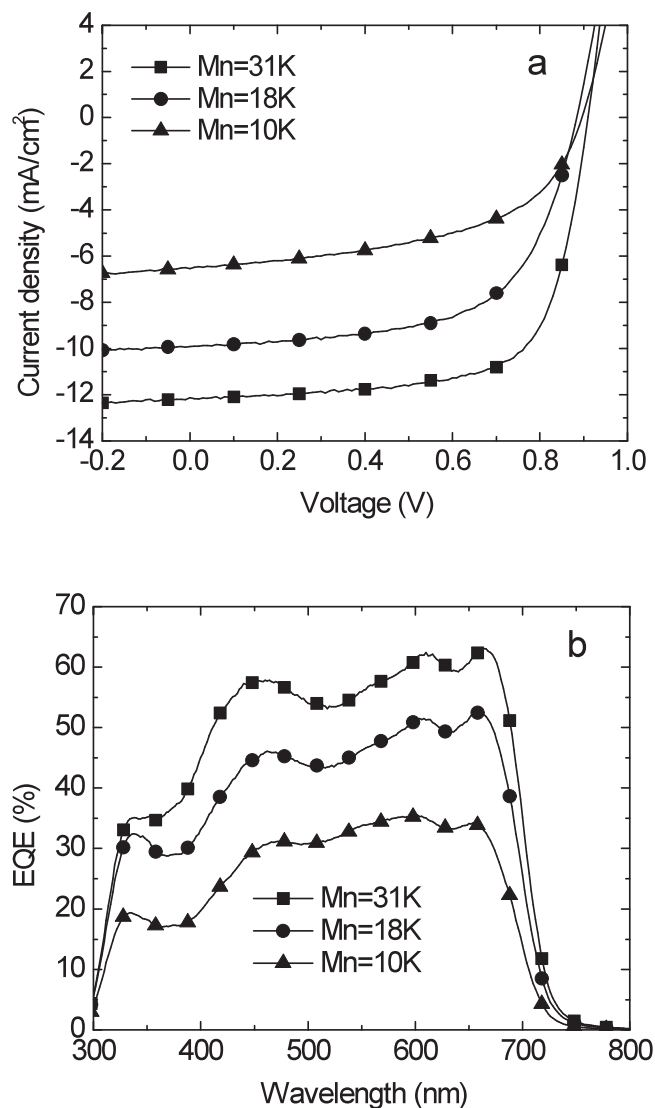 4
2
0
-2
-4
-6
-8
-10
-12
-14
Current density (mA/cm²)
Mn=31K
Mn=18K
Mn=10K
a
-0.2 0.0 0.2 0.4 0.6 0.8 1.0
Voltage (V)
70
60
50
40
30
20
10
0
EQE (%)
b
Mn=31K
Mn=18K
Mn=10K
300 400 500 600 700 800
Wavelength (nm)